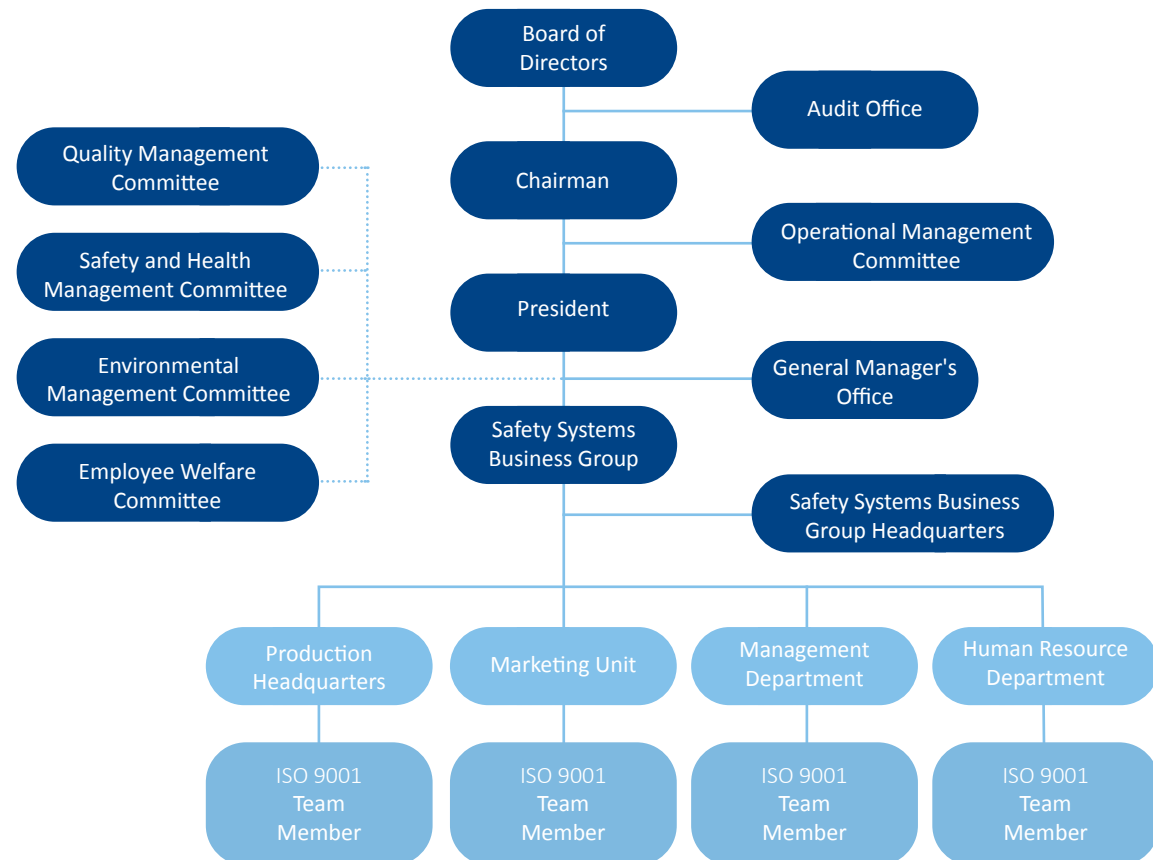 Board of
Directors
Audit Office
Quality Management
Committee
Chairman
Operational Management
Committee
Safety and Health
Management Committee
President
Environmental
Management Committee
General Manager's
Office
Safety Systems
Business Group
Employee Welfare
Committee
Safety Systems Business
Group Headquarters
Production
Headquarters
Marketing Unit
Management
Department
Human Resource
Department
ISO 9001
Team
Member
ISO 9001
Team
Member
ISO 9001
Team
Member
ISO 9001
Team
Member